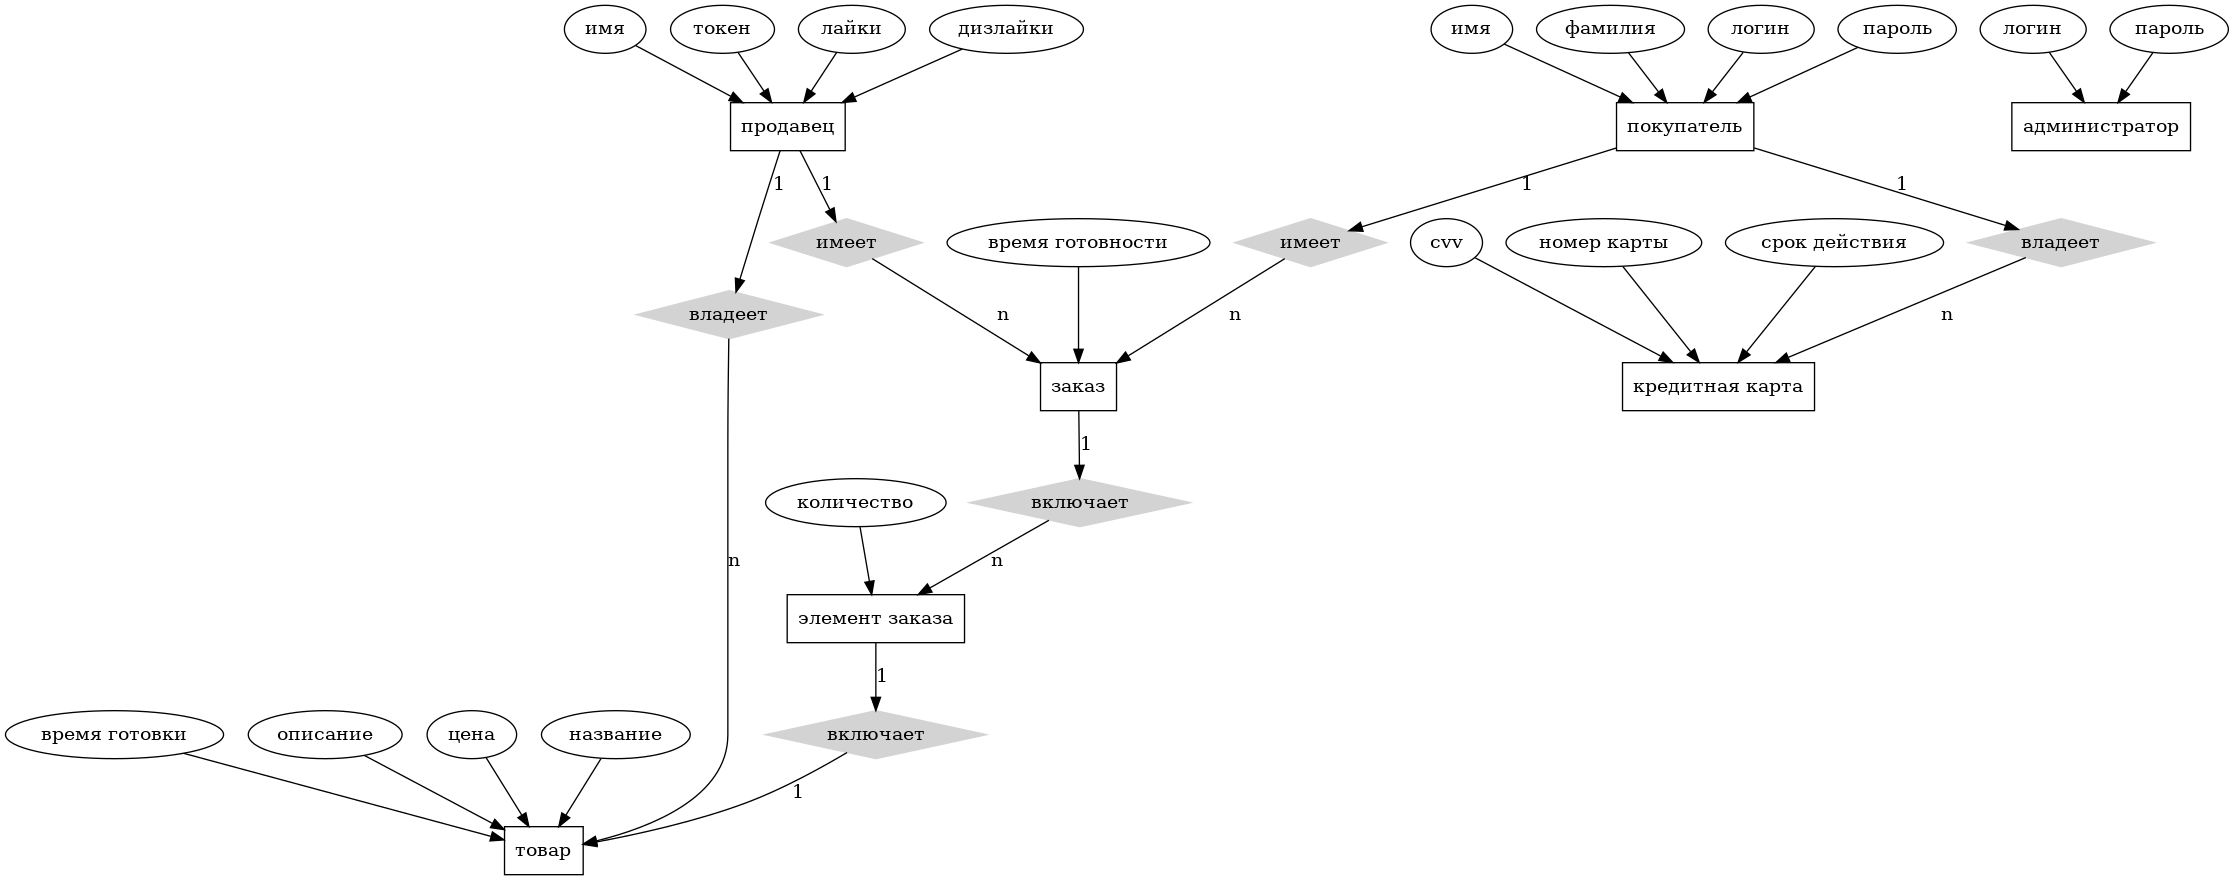 имя
токен
лайки
дизлайки
имя
фамилия
логин
пароль
логин
пароль
продавец
покупатель
администратор
1
1
1
1
имеет
время готовности
имеет
cvv
номер карты
срок действия
владеет
владеет
n
n
n
заказ
кредитная карта
1
количество
включает
n
n
элемент заказа
1
время готовки
описание
цена
название
включает
1
товар